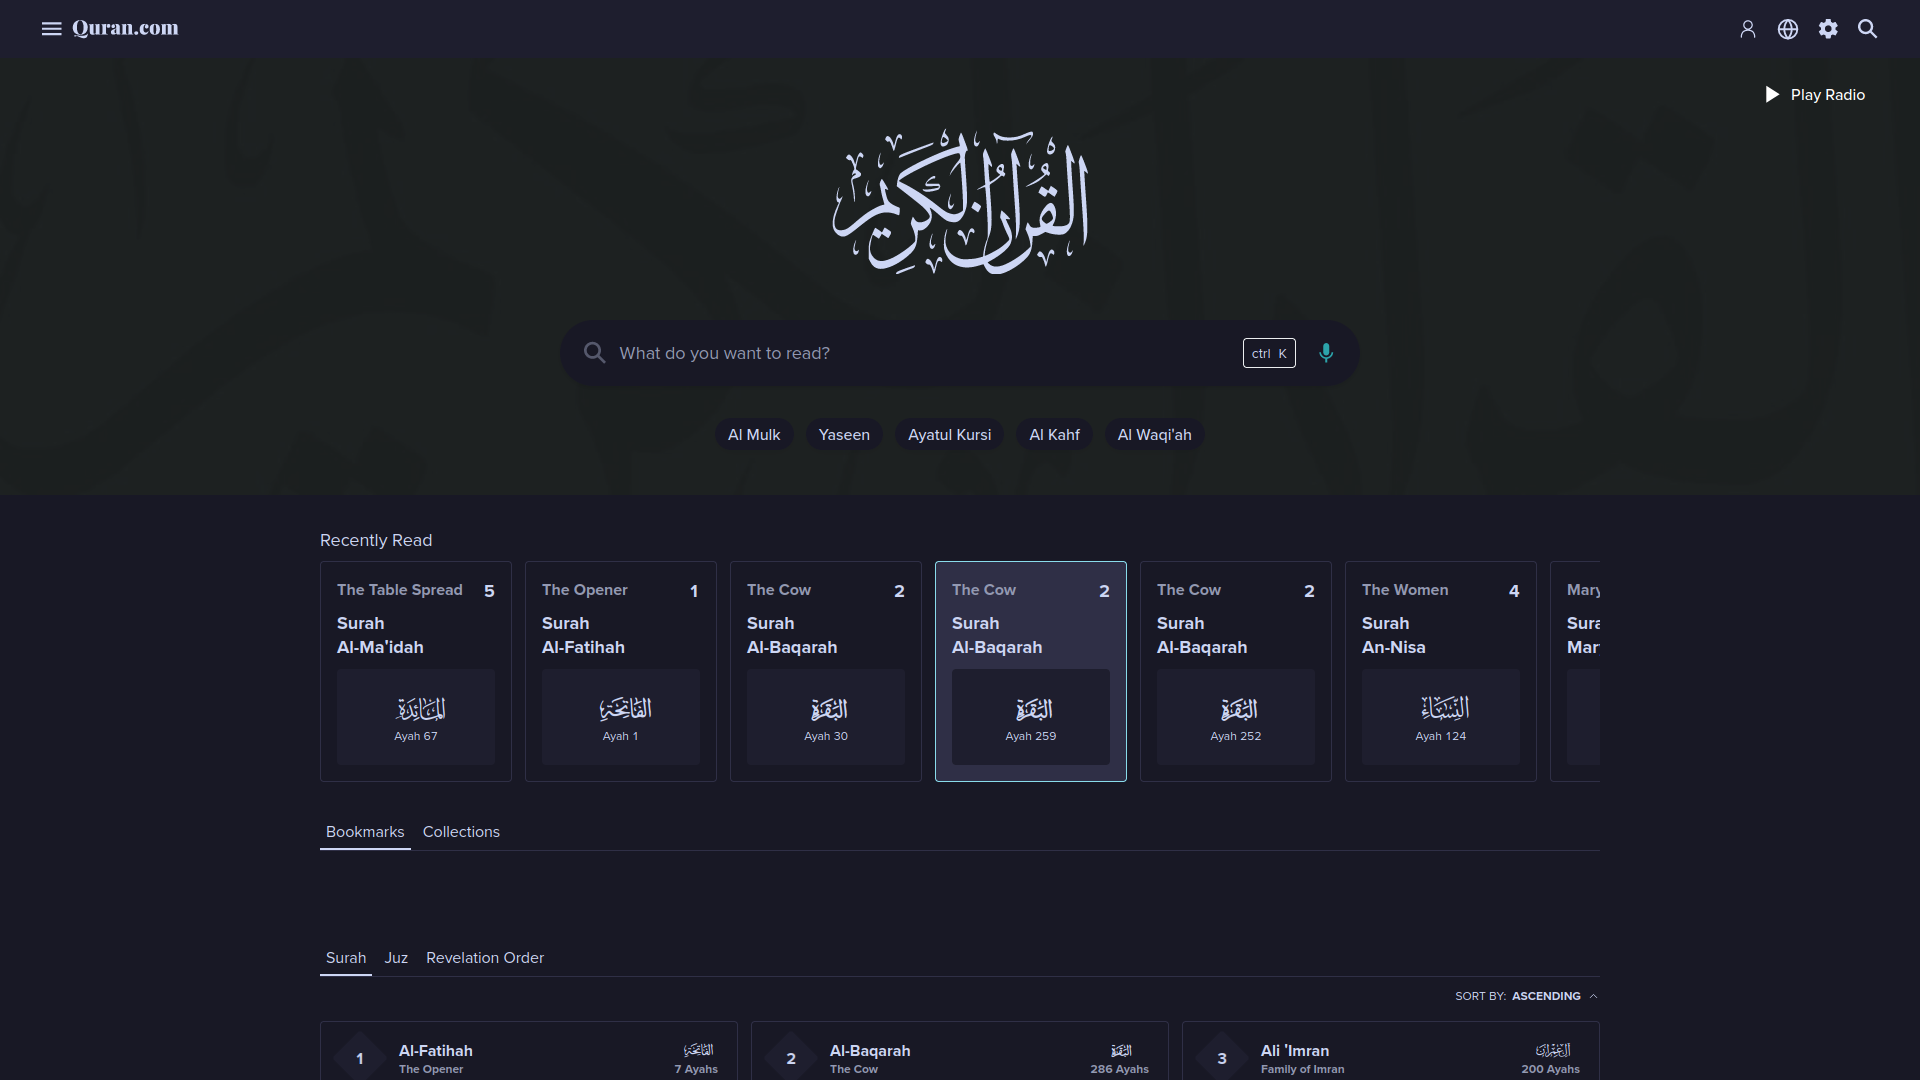 Quran.com
Play Radio
القرآن الكريم
What do you want to read?
ctrl K
Al Mulk
Yaseen
Ayatul Kursi
Al Kahf
Al Waqi'ah
Recently Read
The Table Spread 5
Surah
Al-Ma'idah
المائدة
Ayah 67
The Opener 1
Surah
Al-Fatihah
الفاتحة
Ayah 1
The Cow 2
Surah
Al-Baqarah
البقرة
Ayah 30
The Cow 2
Surah
Al-Baqarah
البقرة
Ayah 259
The Cow 2
Surah
Al-Baqarah
البقرة
Ayah 252
The Women 4
Surah
An-Nisa
النساء
Ayah 124
Mary
Bookmarks Collections
Surah Juz Revelation Order
SORT BY: ASCENDING
1 Al-Fatihah الفاتحة
The Opener 7 Ayahs
2 Al-Baqarah البقرة
The Cow 286 Ayahs
3 Ali 'Imran آل عمران
Family of Imran 200 Ayahs